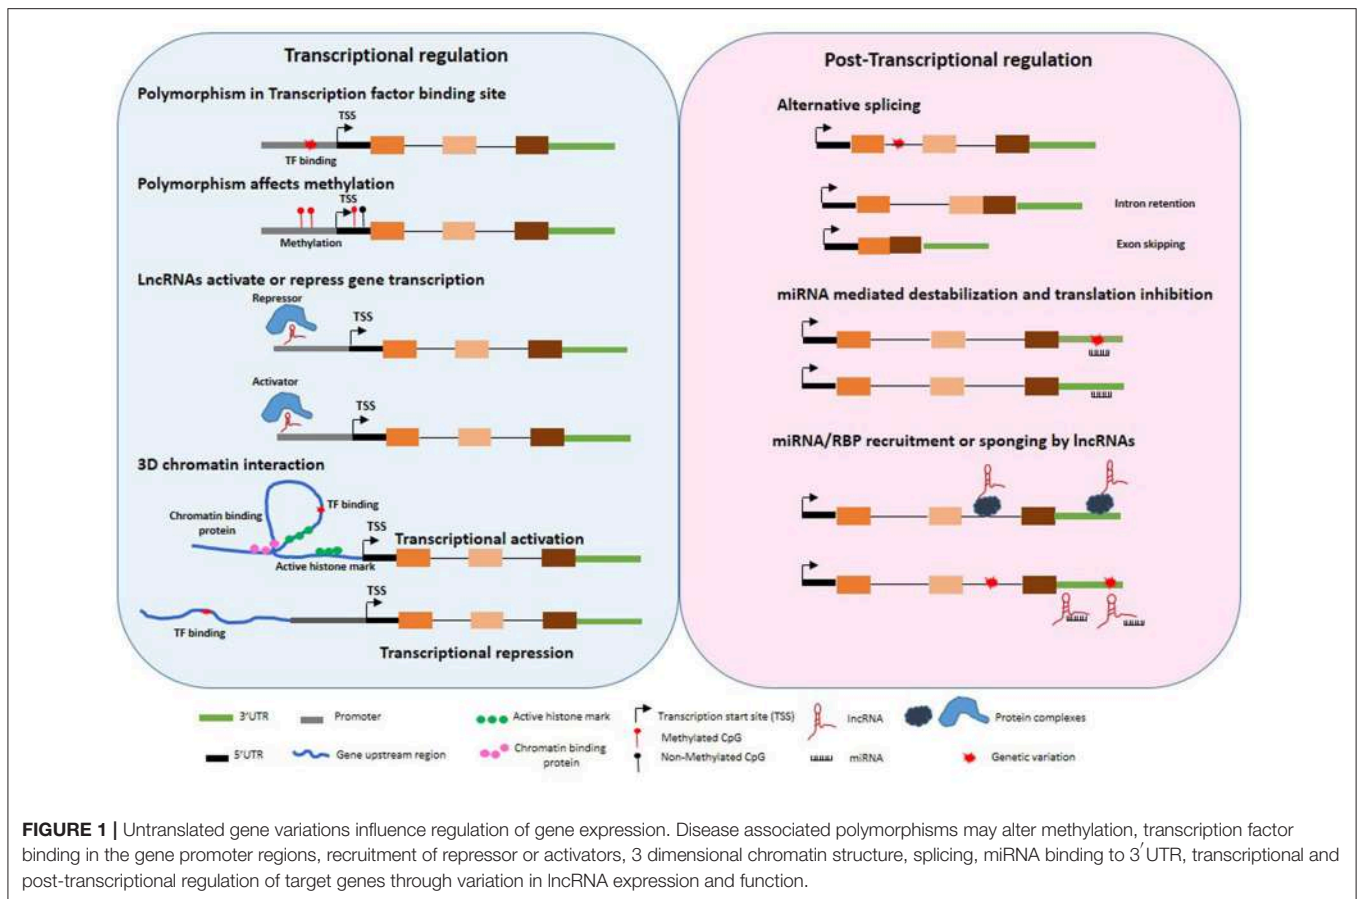 Transcriptional regulation
Polymorphism in Transcription factor binding site
TSS
TF binding
Polymorphism affects methylation
TSS
Methylation
LncRNAs activate or repress gene transcription
Repressor
TSS
Activator
TSS
3D chromatin interaction
TF binding
Chromatin binding
protein
TSS
Transcriptional activation
Active histone mark
TSS
TF binding
Transcriptional repression
Post-Transcriptional regulation
Alternative splicing
Intron retention
Exon skipping
miRNA mediated destabilization and translation inhibition
miRNA/RBP recruitment or sponging by lncRNAs
3'UTR
Promoter
Active histone mark
Transcription start site (TSS)
lncRNA
Protein complexes
Methylated CpG
5'UTR
Gene upstream region
Chromatin binding
protein
Non-Methylated CpG
miRNA
Genetic variation
FIGURE 1 | Untranslated gene variations influence regulation of gene expression. Disease associated polymorphisms may alter methylation, transcription factor
binding in the gene promoter regions, recruitment of repressor or activators, 3 dimensional chromatin structure, splicing, miRNA binding to 3′UTR, transcriptional and
post-transcriptional regulation of target genes through variation in lncRNA expression and function.